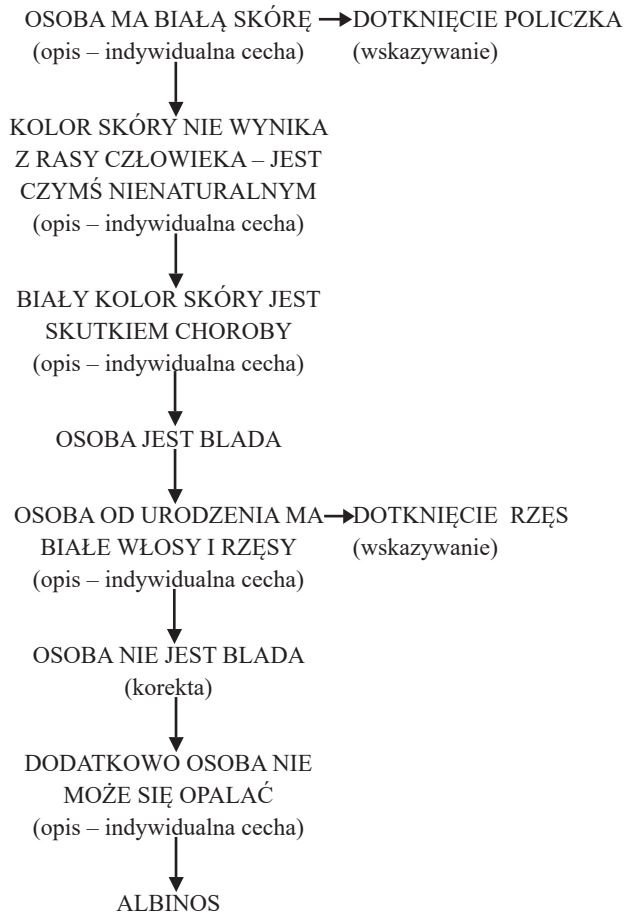 OSOBA MA BIAŁĄ SKÓRĘ DOTKNIĘCIE POLICZKA
(opis – indywidualna cecha) (wskazywanie)
KOLOR SKÓRY NIE WYNIKA
Z RASY CZŁOWIEKA – JEST
CZYMŚ NIENATURALNYM
(opis – indywidualna cecha)
BIAŁY KOLOR SKÓRY JEST
SKUTKIEM CHOROBY
(opis – indywidualna cecha)
OSOBA JEST BLADA
OSOBA OD URODZENIA MA DOTKNIĘCIE RZĘS
BIAŁE WŁOSY I RZĘSY (wskazywanie)
(opis – indywidualna cecha)
OSOBA NIE JEST BLADA
(korekta)
DODATKOWO OSOBA NIE
MOŻE SIĘ OPALAĆ
(opis – indywidualna cecha)
ALBINOS